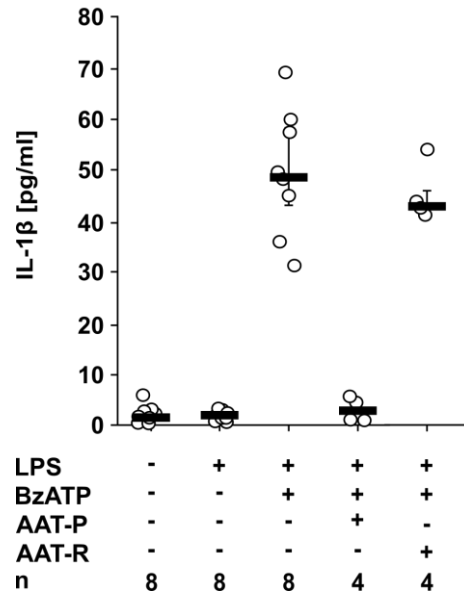 IL-1β [pg/ml]
80
70
60
50
40
30
20
10
0
LPS - + + + +
BzATP - - + + +
AAT-P - - - + -
AAT-R - - - - +
n 8 8 8 4 4